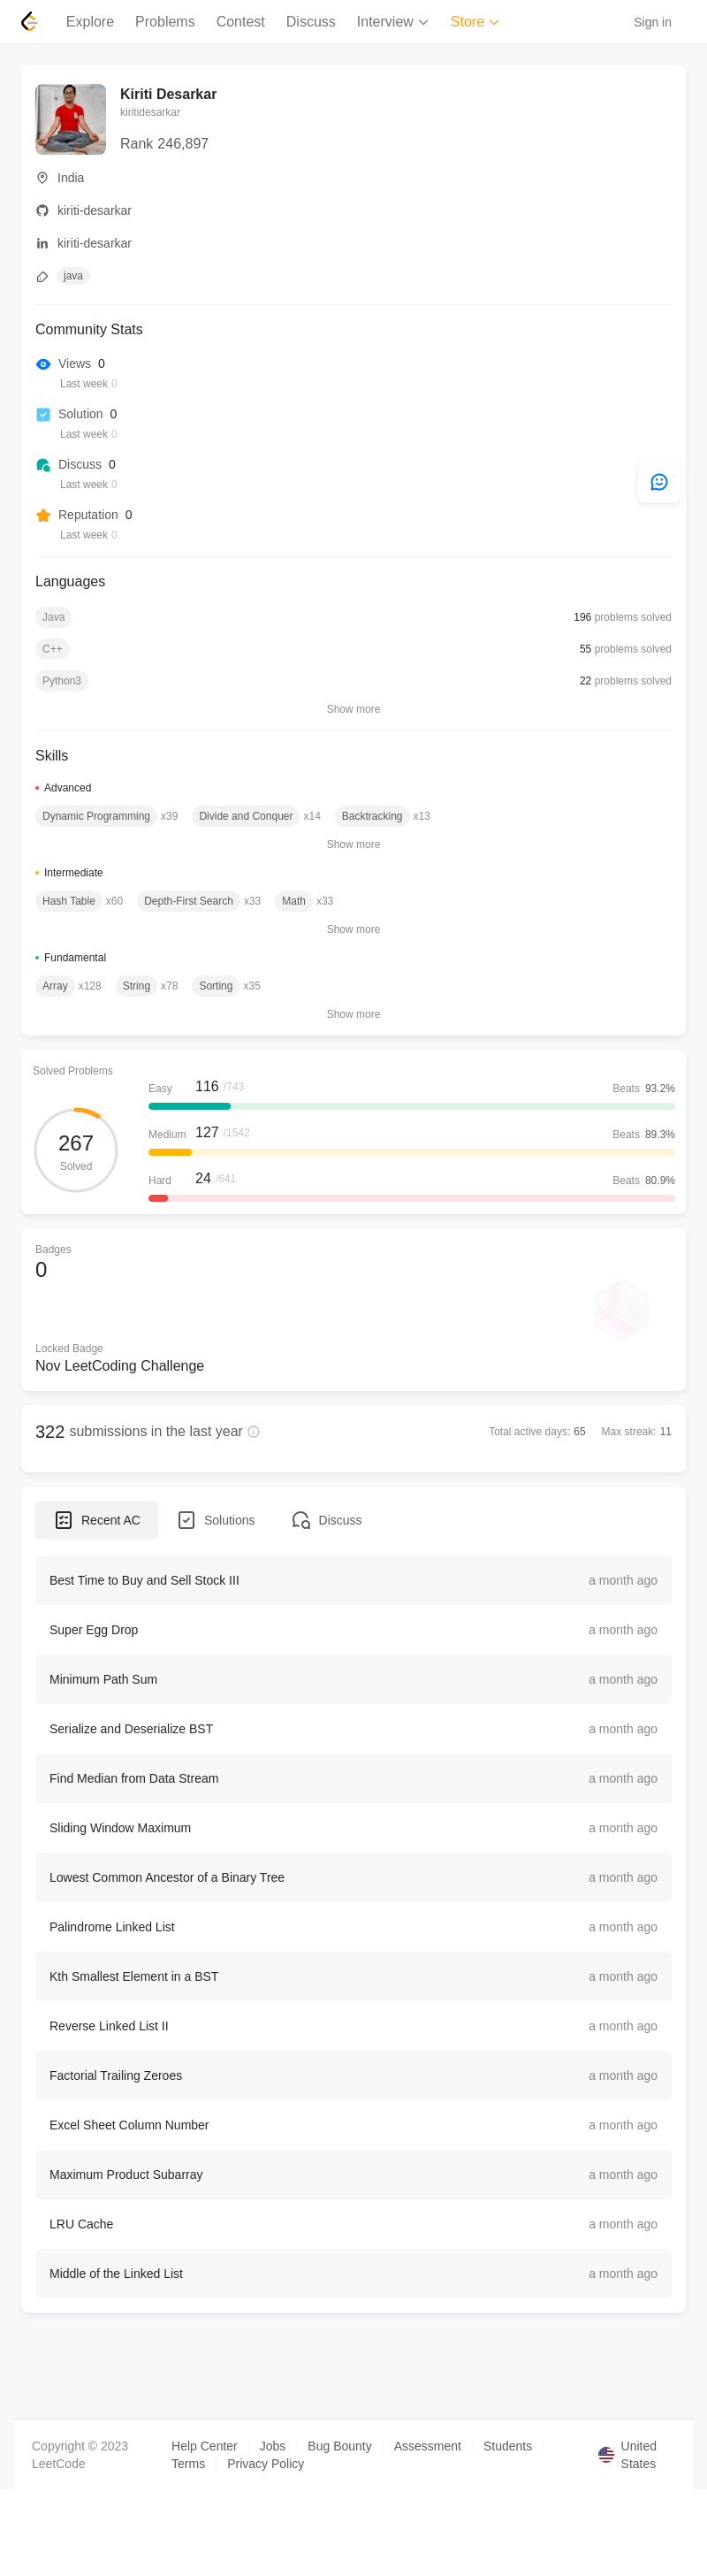 Explore Problems Contest Discuss Interview Store Sign in
Kiriti Desarkar
kiritidesarkar
Rank 246,897
India
kiriti-desarkar
kiriti-desarkar
java
Community Stats
Views 0
Last week 0
Solution 0
Last week 0
Discuss 0
Last week 0
Reputation 0
Last week 0
Languages
Java 196 problems solved
C++ 55 problems solved
Python3 22 problems solved
Show more
Skills
Advanced
Dynamic Programming x39 Divide and Conquer x14 Backtracking x13
Show more
Intermediate
Hash Table x60 Depth-First Search x33 Math x33
Show more
Fundamental
Array x128 String x78 Sorting x35
Show more
Solved Problems
267
Solved
Easy 116 /743 Beats 93.2%
Medium 127 /1542 Beats 89.3%
Hard 24 /641 Beats 80.9%
Badges
0
Locked Badge
Nov LeetCoding Challenge
322 submissions in the last year Total active days: 65 Max streak: 11
Recent AC Solutions Discuss
Best Time to Buy and Sell Stock III a month ago
Super Egg Drop a month ago
Minimum Path Sum a month ago
Serialize and Deserialize BST a month ago
Find Median from Data Stream a month ago
Sliding Window Maximum a month ago
Lowest Common Ancestor of a Binary Tree a month ago
Palindrome Linked List a month ago
Kth Smallest Element in a BST a month ago
Reverse Linked List II a month ago
Factorial Trailing Zeroes a month ago
Excel Sheet Column Number a month ago
Maximum Product Subarray a month ago
LRU Cache a month ago
Middle of the Linked List a month ago
Copyright © 2023
LeetCode
Help Center Jobs Bug Bounty Assessment Students
Terms Privacy Policy
United
States